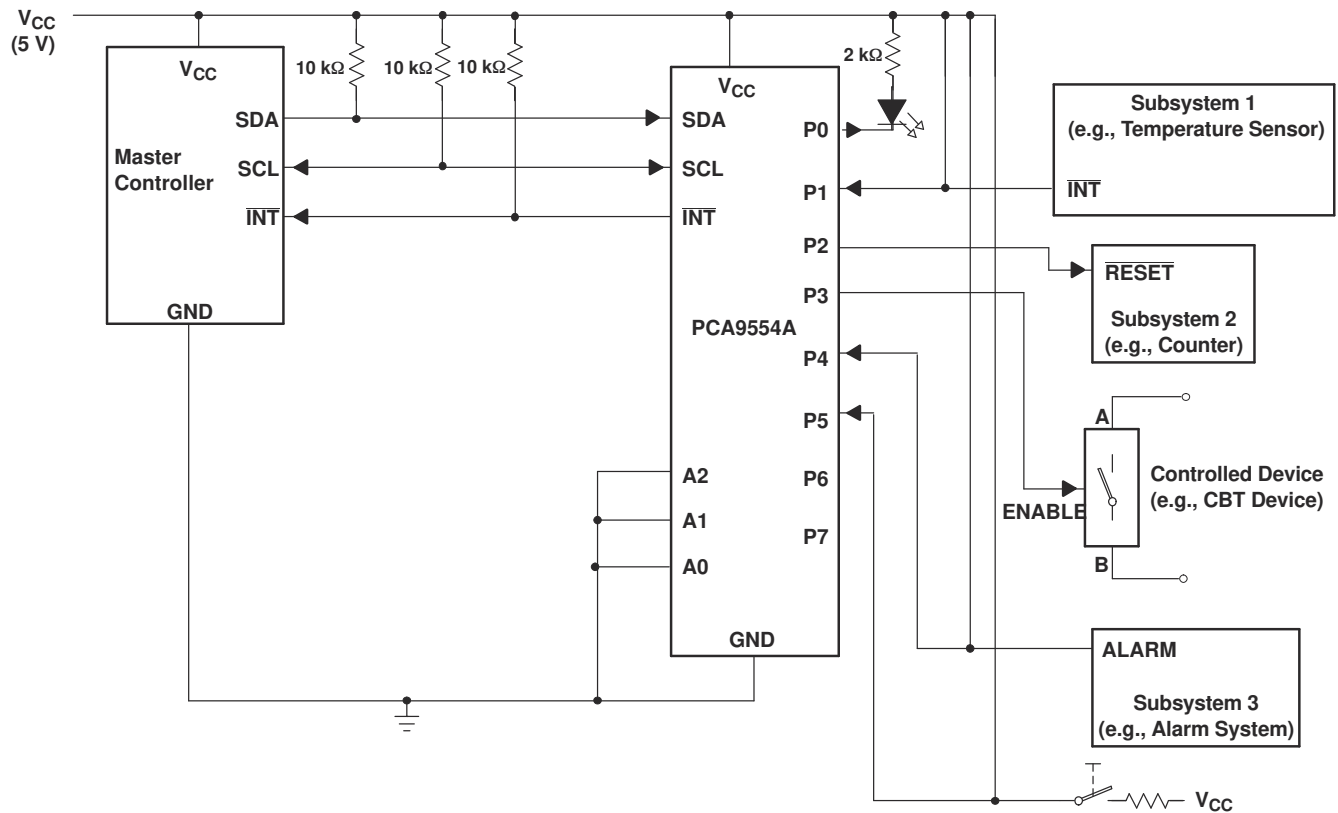 VCC
(5 V)
VCC
SDA
SCL
INT
Master
Controller
GND
10 kΩ
10 kΩ
10 kΩ
2 kΩ
VCC
SDA
SCL
INT
PCA9554A
A2
A1
A0
GND
P0
P1
P2
P3
P4
P5
P6
P7
Subsystem 1
(e.g., Temperature Sensor)
INT
RESET
Subsystem 2
(e.g., Counter)
A
ENABLE
B
Controlled Device
(e.g., CBT Device)
ALARM
Subsystem 3
(e.g., Alarm System)
VCC